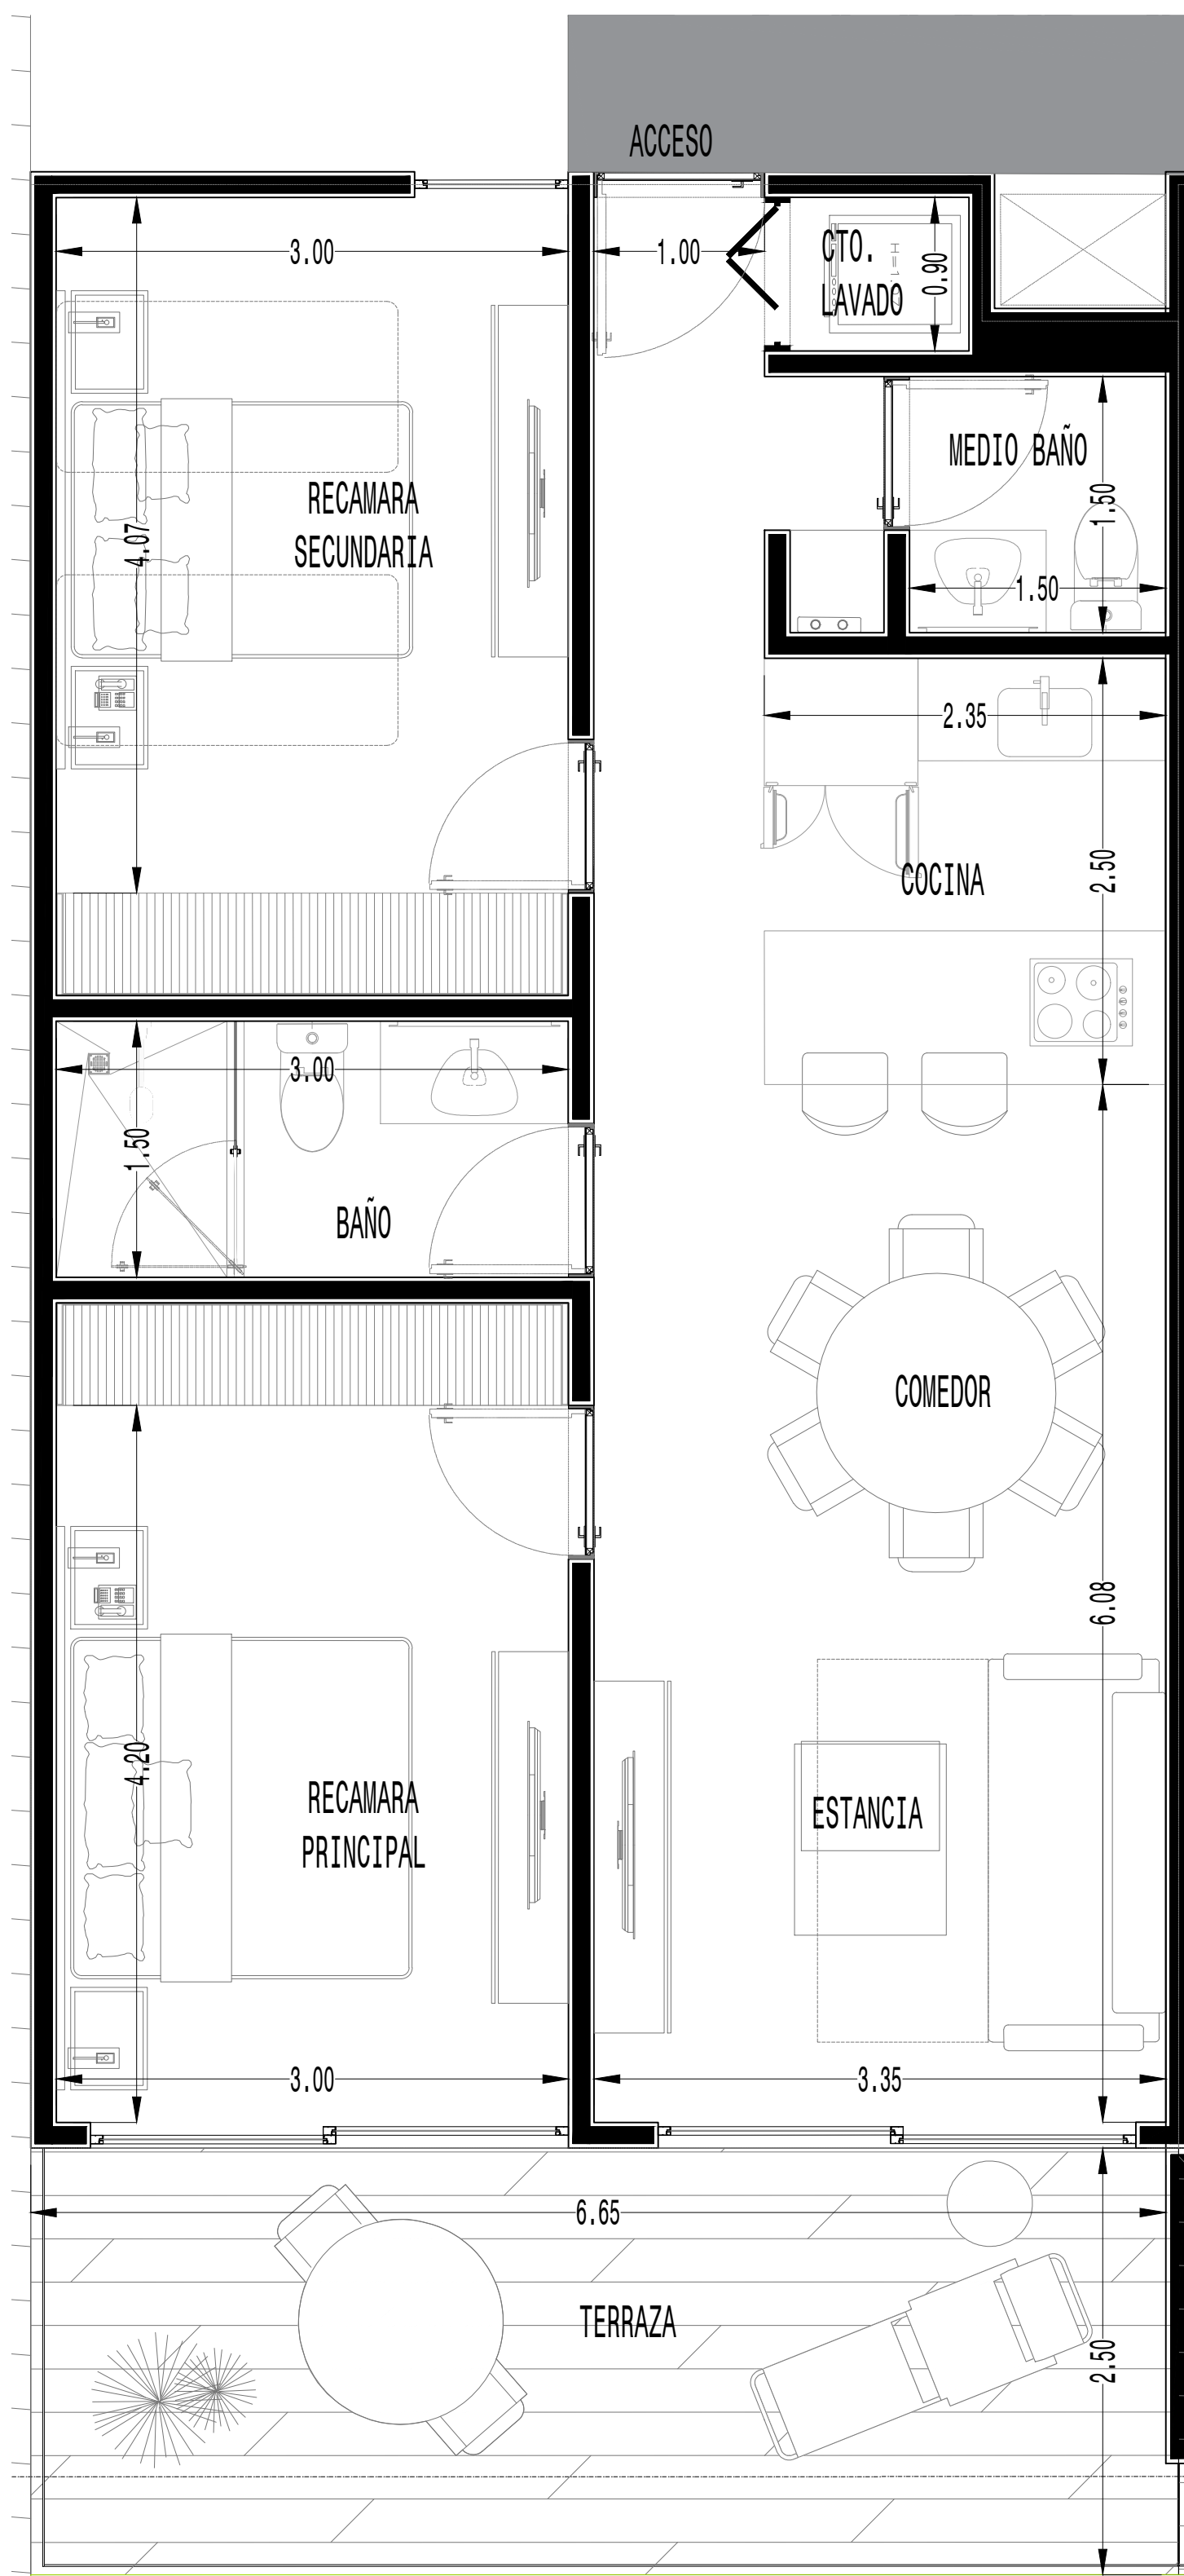 ACCESO
3.00
1.00
CTO.
LAVADO
0.90
RECAMARA
SECUNDARIA
4.07
MEDIO BAÑO
1.50
1.50
2.35
COCINA
2.50
3.00
1.50
BAÑO
COMEDOR
6.08
4.20
RECAMARA
PRINCIPAL
ESTANCIA
3.00
3.35
6.65
TERRAZA
2.50